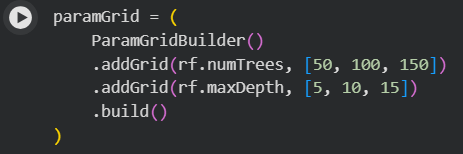 paramGrid = (
    ParamGridBuilder()
    .addGrid(rf.numTrees, [50, 100, 150])
    .addGrid(rf.maxDepth, [5, 10, 15])
    .build()
)